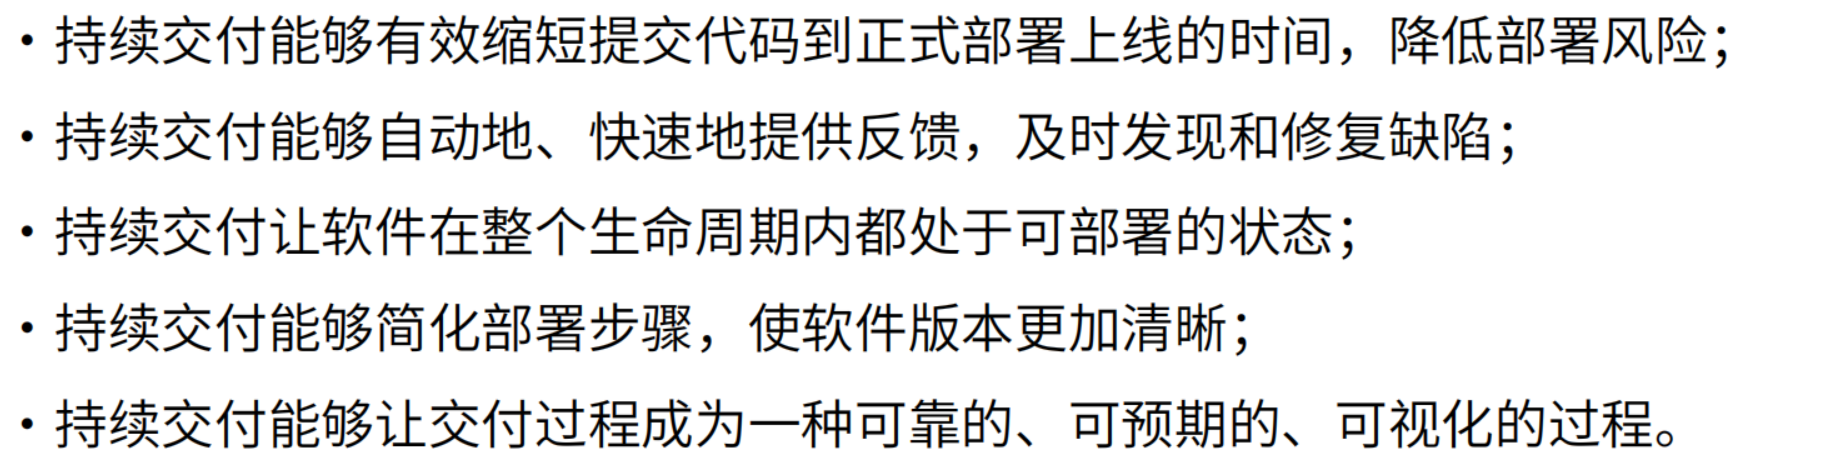 • 持续交付能够有效缩短提交代码到正式部署上线的时间，降低部署风险；
• 持续交付能够自动地、快速地提供反馈，及时发现和修复缺陷；
• 持续交付让软件在整个生命周期内都处于可部署的状态；
• 持续交付能够简化部署步骤，使软件版本更加清晰；
• 持续交付能够让交付过程成为一种可靠的、可预期的、可视化的过程。